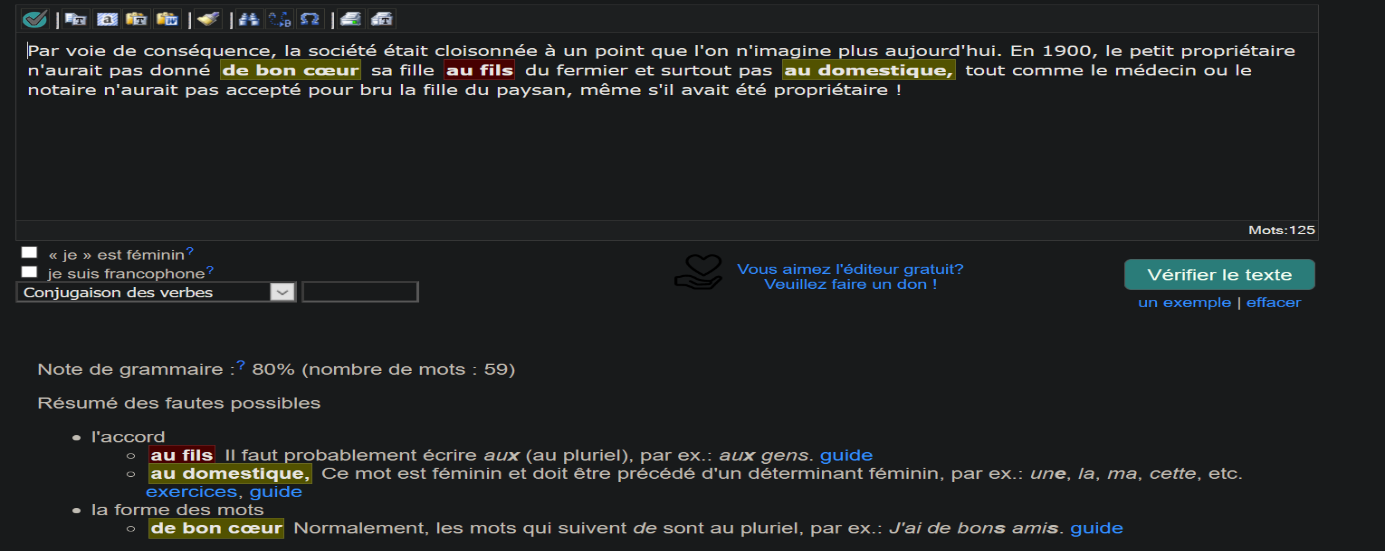 Par voie de conséquence, la société était cloisonnée à un point que l'on n'imagine plus aujourd'hui. En 1900, le petit propriétaire
n'aurait pas donné de bon cœur sa fille au fils du fermier et surtout pas au domestique, tout comme le médecin ou le
notaire n'aurait pas accepté pour bru la fille du paysan, même s'il avait été propriétaire !
Mots:125
« je » est féminin?
je suis francophone?
Conjugaison des verbes
Vous aimez l'éditeur gratuit?
Veuillez faire un don !
Vérifier le texte
un exemple | effacer
Note de grammaire :? 80% (nombre de mots : 59)
Résumé des fautes possibles
• l'accord
◦ au fils Il faut probablement écrire aux (au pluriel), par ex.: aux gens. guide
◦ au domestique, Ce mot est féminin et doit être précédé d'un déterminant féminin, par ex.: une, la, ma, cette, etc.
exercices, guide
• la forme des mots
◦ de bon cœur Normalement, les mots qui suivent de sont au pluriel, par ex.: J'ai de bons amis. guide